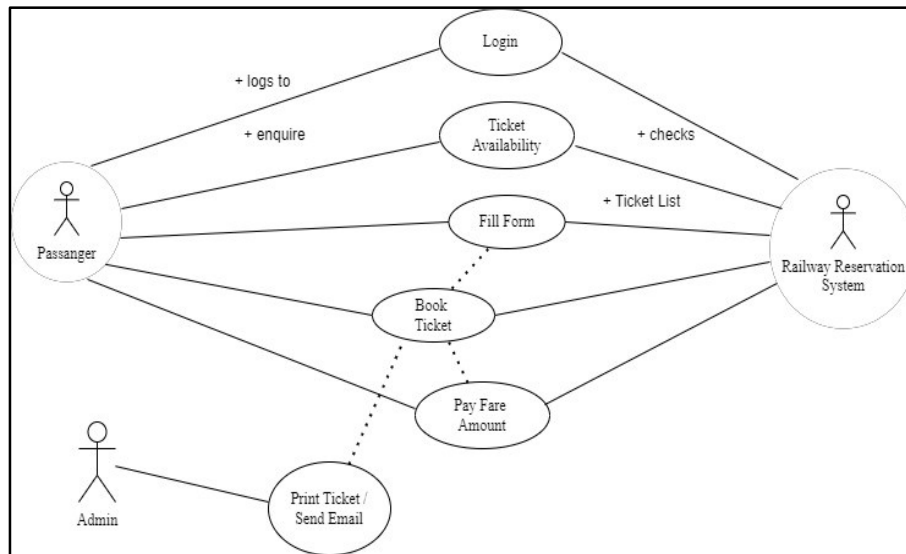 Login
+ logs to
+ enquire
Ticket
Availability
+ checks
Fill Form
+ Ticket List
Passanger
Railway Reservation
System
Book
Ticket
Pay Fare
Amount
Admin
Print Ticket /
Send Email